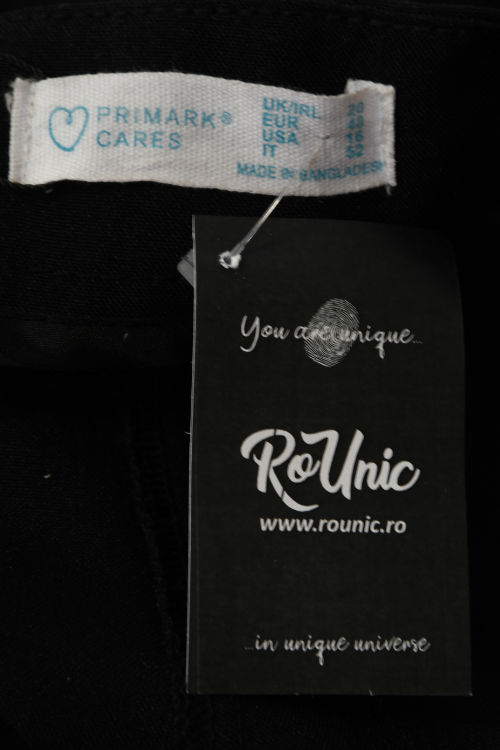 PRIMARK®
CARES
UK/IRL 20
EUR 48
USA 16
IT 52
MADE IN BANGLADESH
You are unique...
RoUnic
www.rounic.ro
...in unique universe